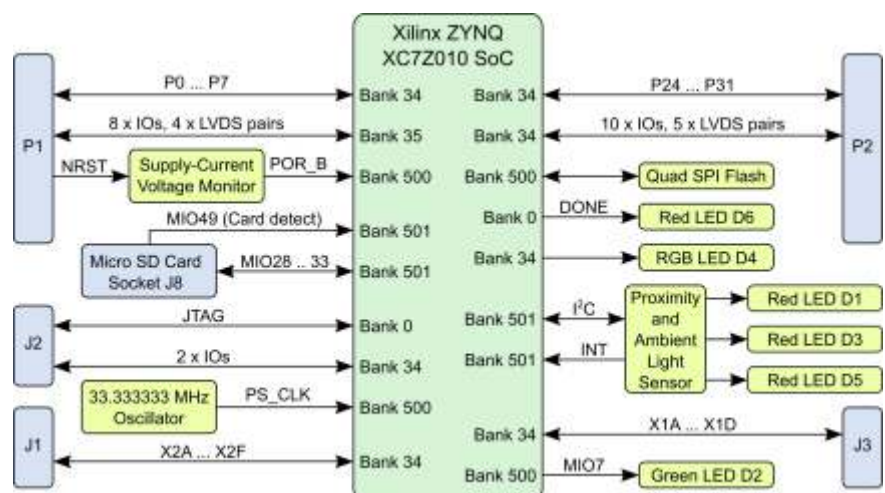 Xilinx ZYNQ
XC7Z010 SoC
P1
P0 ... P7
Bank 34
8 x IOs, 4 x LVDS pairs
Bank 35
NRST
Supply-Current
Voltage Monitor
POR_B
Bank 500
MIO49 (Card detect)
Bank 501
Micro SD Card
Socket J8
MIO28 .. 33
Bank 501
J2
JTAG
Bank 0
2 x IOs
Bank 34
33.333333 MHz
Oscillator
PS_CLK
Bank 500
J1
X2A ... X2F
Bank 34
Bank 34
P24 ... P31
P2
Bank 34
10 x IOs, 5 x LVDS pairs
Bank 500
Quad SPI Flash
Bank 0
DONE
Red LED D6
Bank 34
RGB LED D4
Bank 501
I²C
Proximity
and
Ambient
Light
Sensor
Red LED D1
Bank 501
INT
Red LED D3
Red LED D5
Bank 34
X1A ... X1D
J3
Bank 500
MIO7
Green LED D2